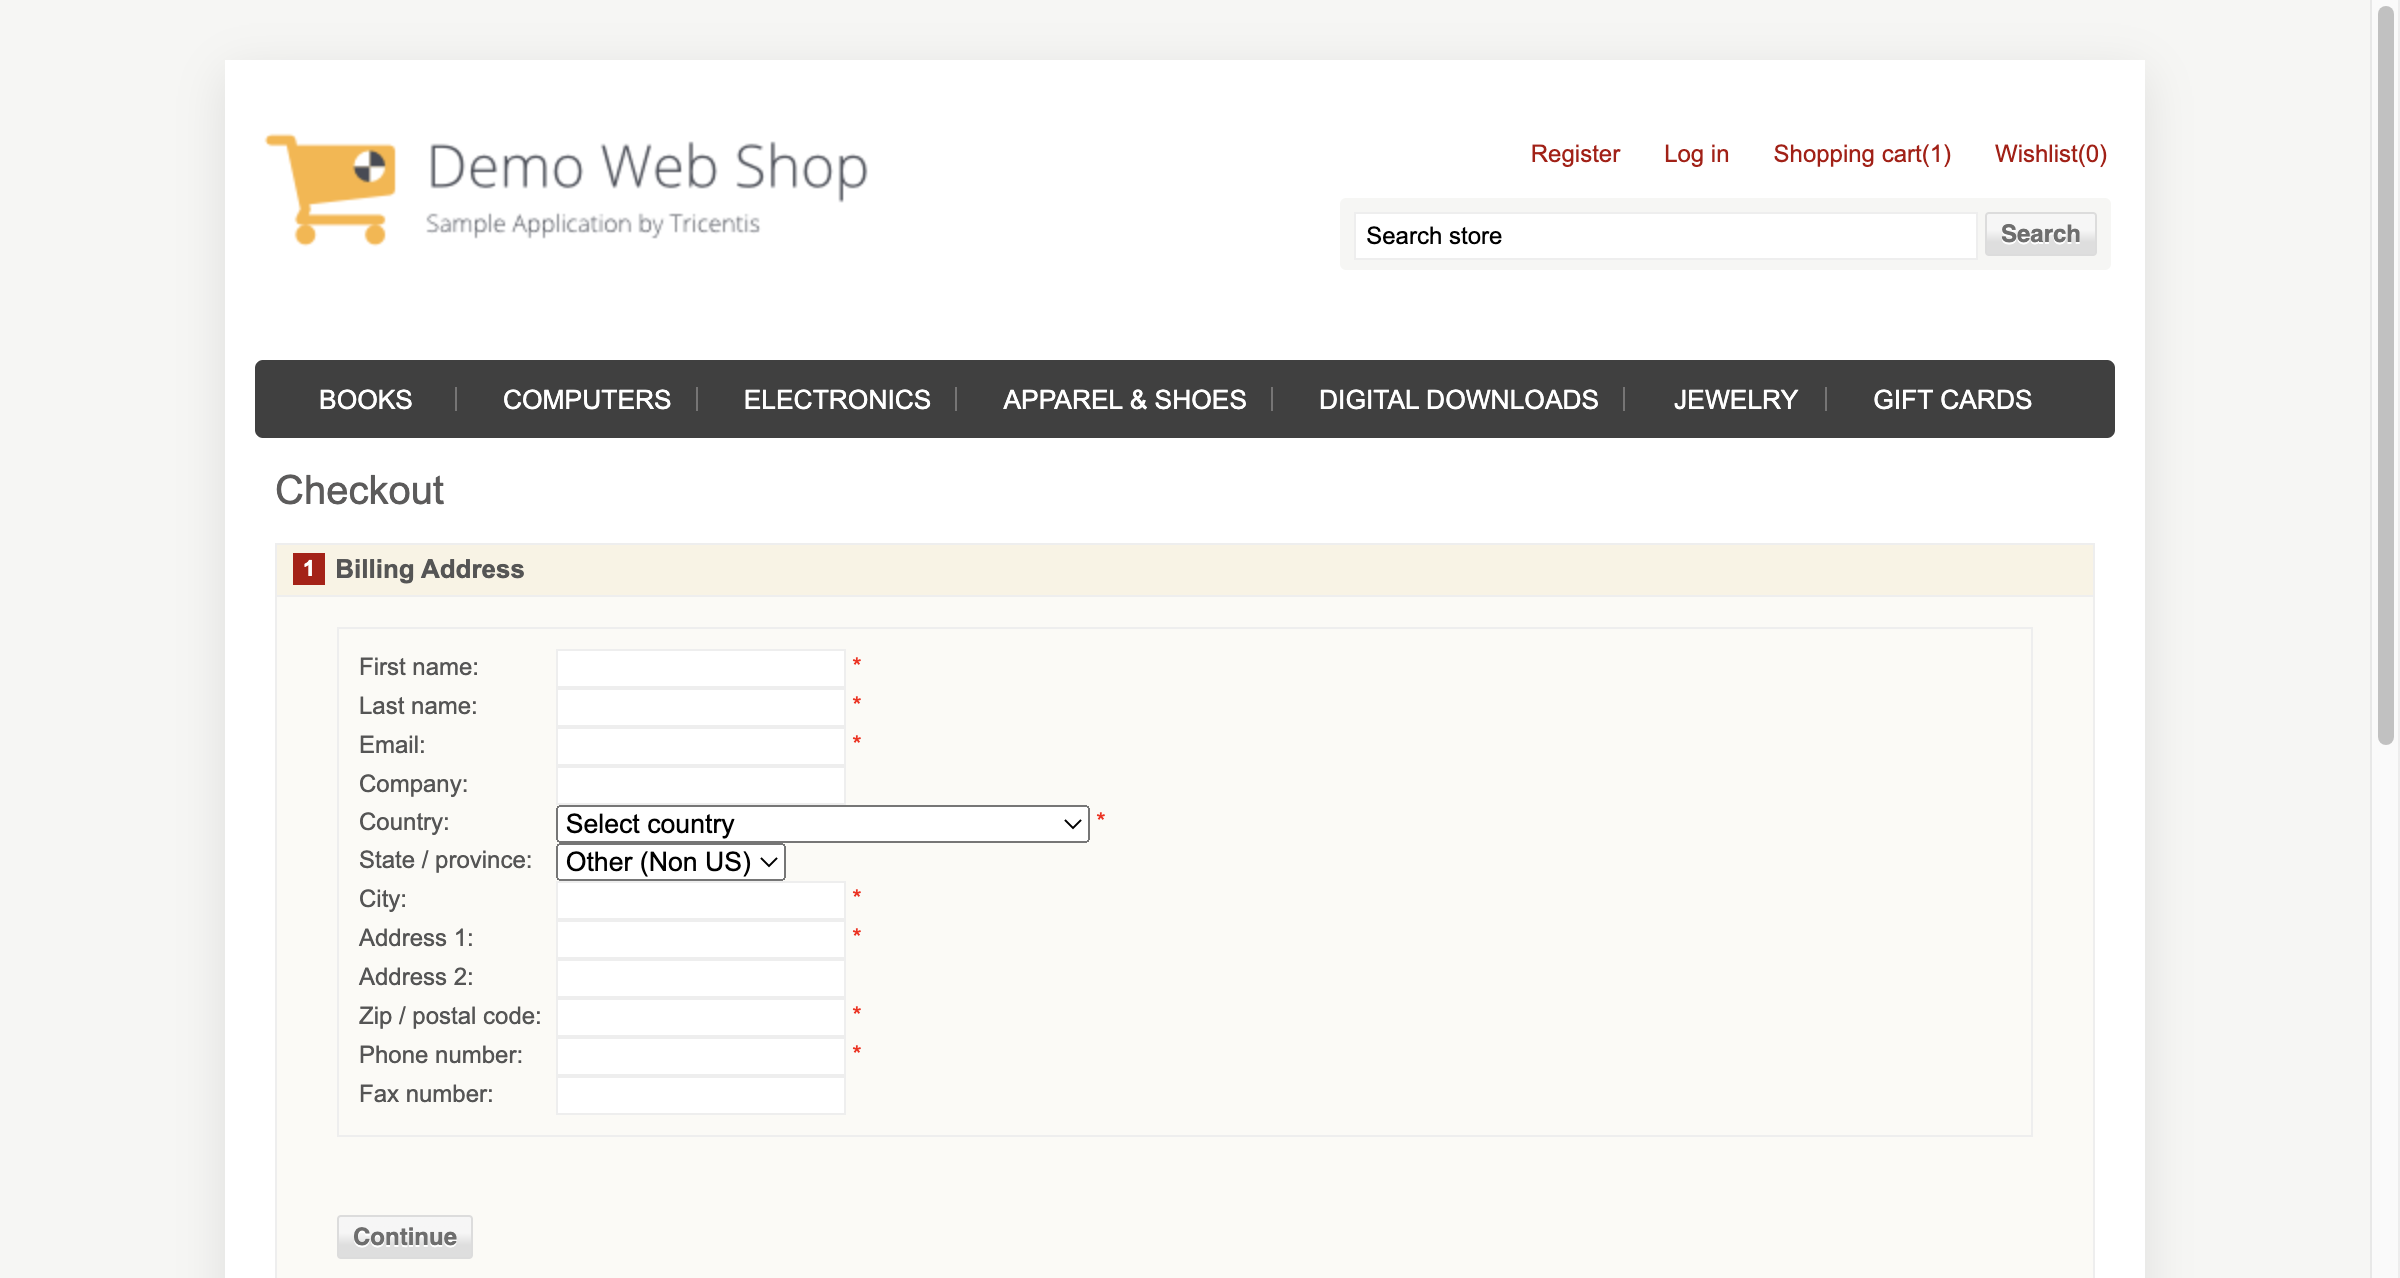 Demo Web Shop
Sample Application by Tricentis
Register Log in Shopping cart(1) Wishlist(0)
Search store Search
BOOKS COMPUTERS ELECTRONICS APPAREL & SHOES DIGITAL DOWNLOADS JEWELRY GIFT CARDS
Checkout
1 Billing Address
First name: *
Last name: *
Email: *
Company:
Country: Select country *
State / province: Other (Non US)
City: *
Address 1: *
Address 2:
Zip / postal code: *
Phone number: *
Fax number:
Continue